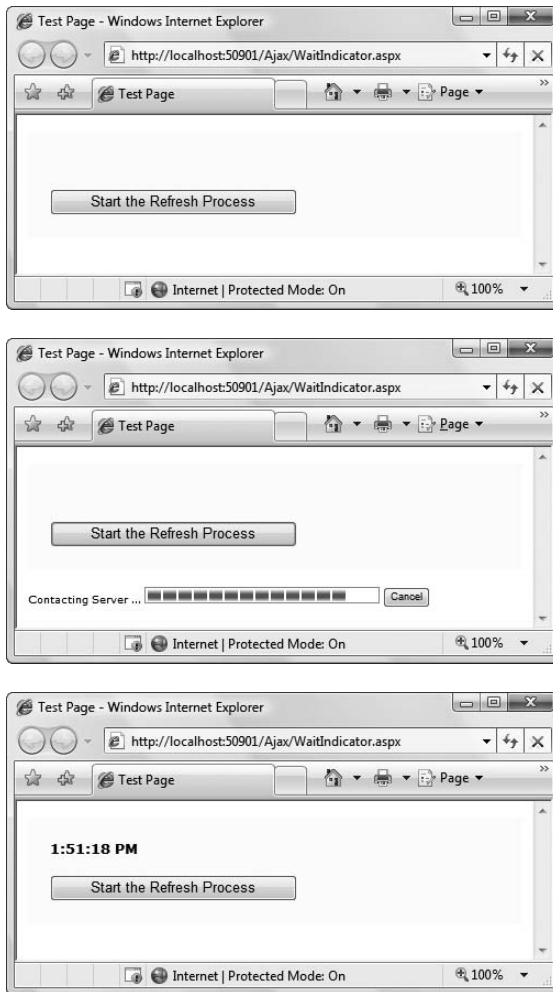 Test Page - Windows Internet Explorer
http://localhost:50901/Ajax/WaitIndicator.aspx
Test Page
Page
Start the Refresh Process
Internet | Protected Mode: On
100%
Test Page - Windows Internet Explorer
http://localhost:50901/Ajax/WaitIndicator.aspx
Test Page
Page
Start the Refresh Process
Contacting Server ... Cancel
Internet | Protected Mode: On
100%
Test Page - Windows Internet Explorer
http://localhost:50901/Ajax/WaitIndicator.aspx
Test Page
Page
1:51:18 PM
Start the Refresh Process
Internet | Protected Mode: On
100%